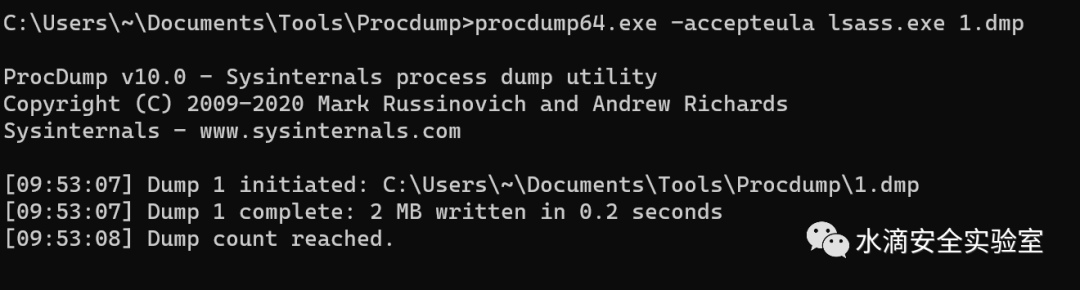 C:\Users\~\Documents\Tools\Procdump>procdump64.exe -accepteula lsass.exe 1.dmp
ProcDump v10.0 - Sysinternals process dump utility
Copyright (C) 2009-2020 Mark Russinovich and Andrew Richards
Sysinternals - www.sysinternals.com
[09:53:07] Dump 1 initiated: C:\Users\~\Documents\Tools\Procdump\1.dmp
[09:53:07] Dump 1 complete: 2 MB written in 0.2 seconds
[09:53:08] Dump count reached.
水滴安全实验室